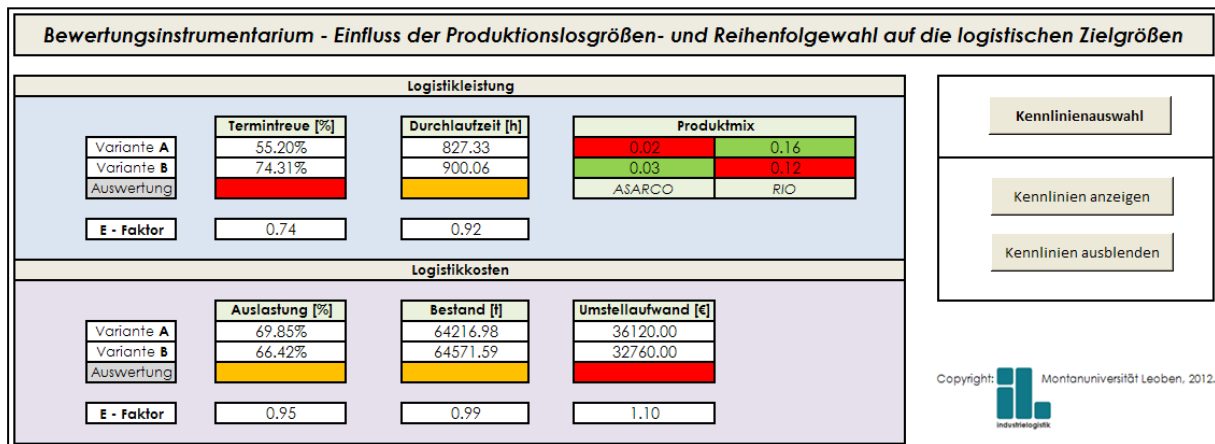 Bewertungsinstrumentarium - Einfluss der Produktionslosgrößen- und Reihenfolgewahl auf die logistischen Zielgrößen
Logistikleistung
Termintreue [%] Durchlaufzeit [h] Produktmix
Variante A 55.20% 827.33 0.02 0.16
Variante B 74.31% 900.06 0.03 0.12
Auswertung ASARCO RIO
E - Faktor 0.74 0.92
Logistikkosten
Auslastung [%] Bestand [t] Umstellaufwand [€]
Variante A 69.85% 64216.98 36120.00
Variante B 66.42% 64571.59 32760.00
Auswertung
E - Faktor 0.95 0.99 1.10
Kennlinienauswahl
Kennlinien anzeigen
Kennlinien ausblenden
Copyright: Montanuniversität Leoben, 2012.
industrielogistik